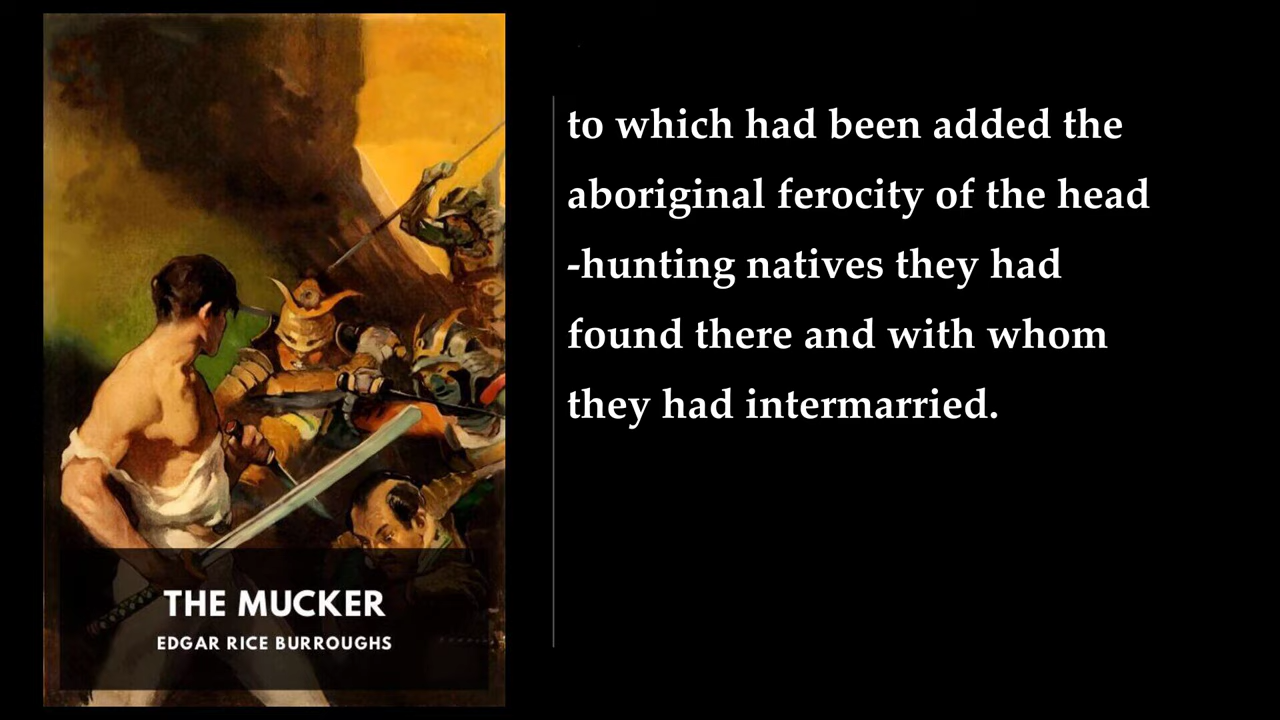 THE MUCKER
EDGAR RICE BURROUGHS
to which had been added the
aboriginal ferocity of the head
-hunting natives they had
found there and with whom
they had intermarried.